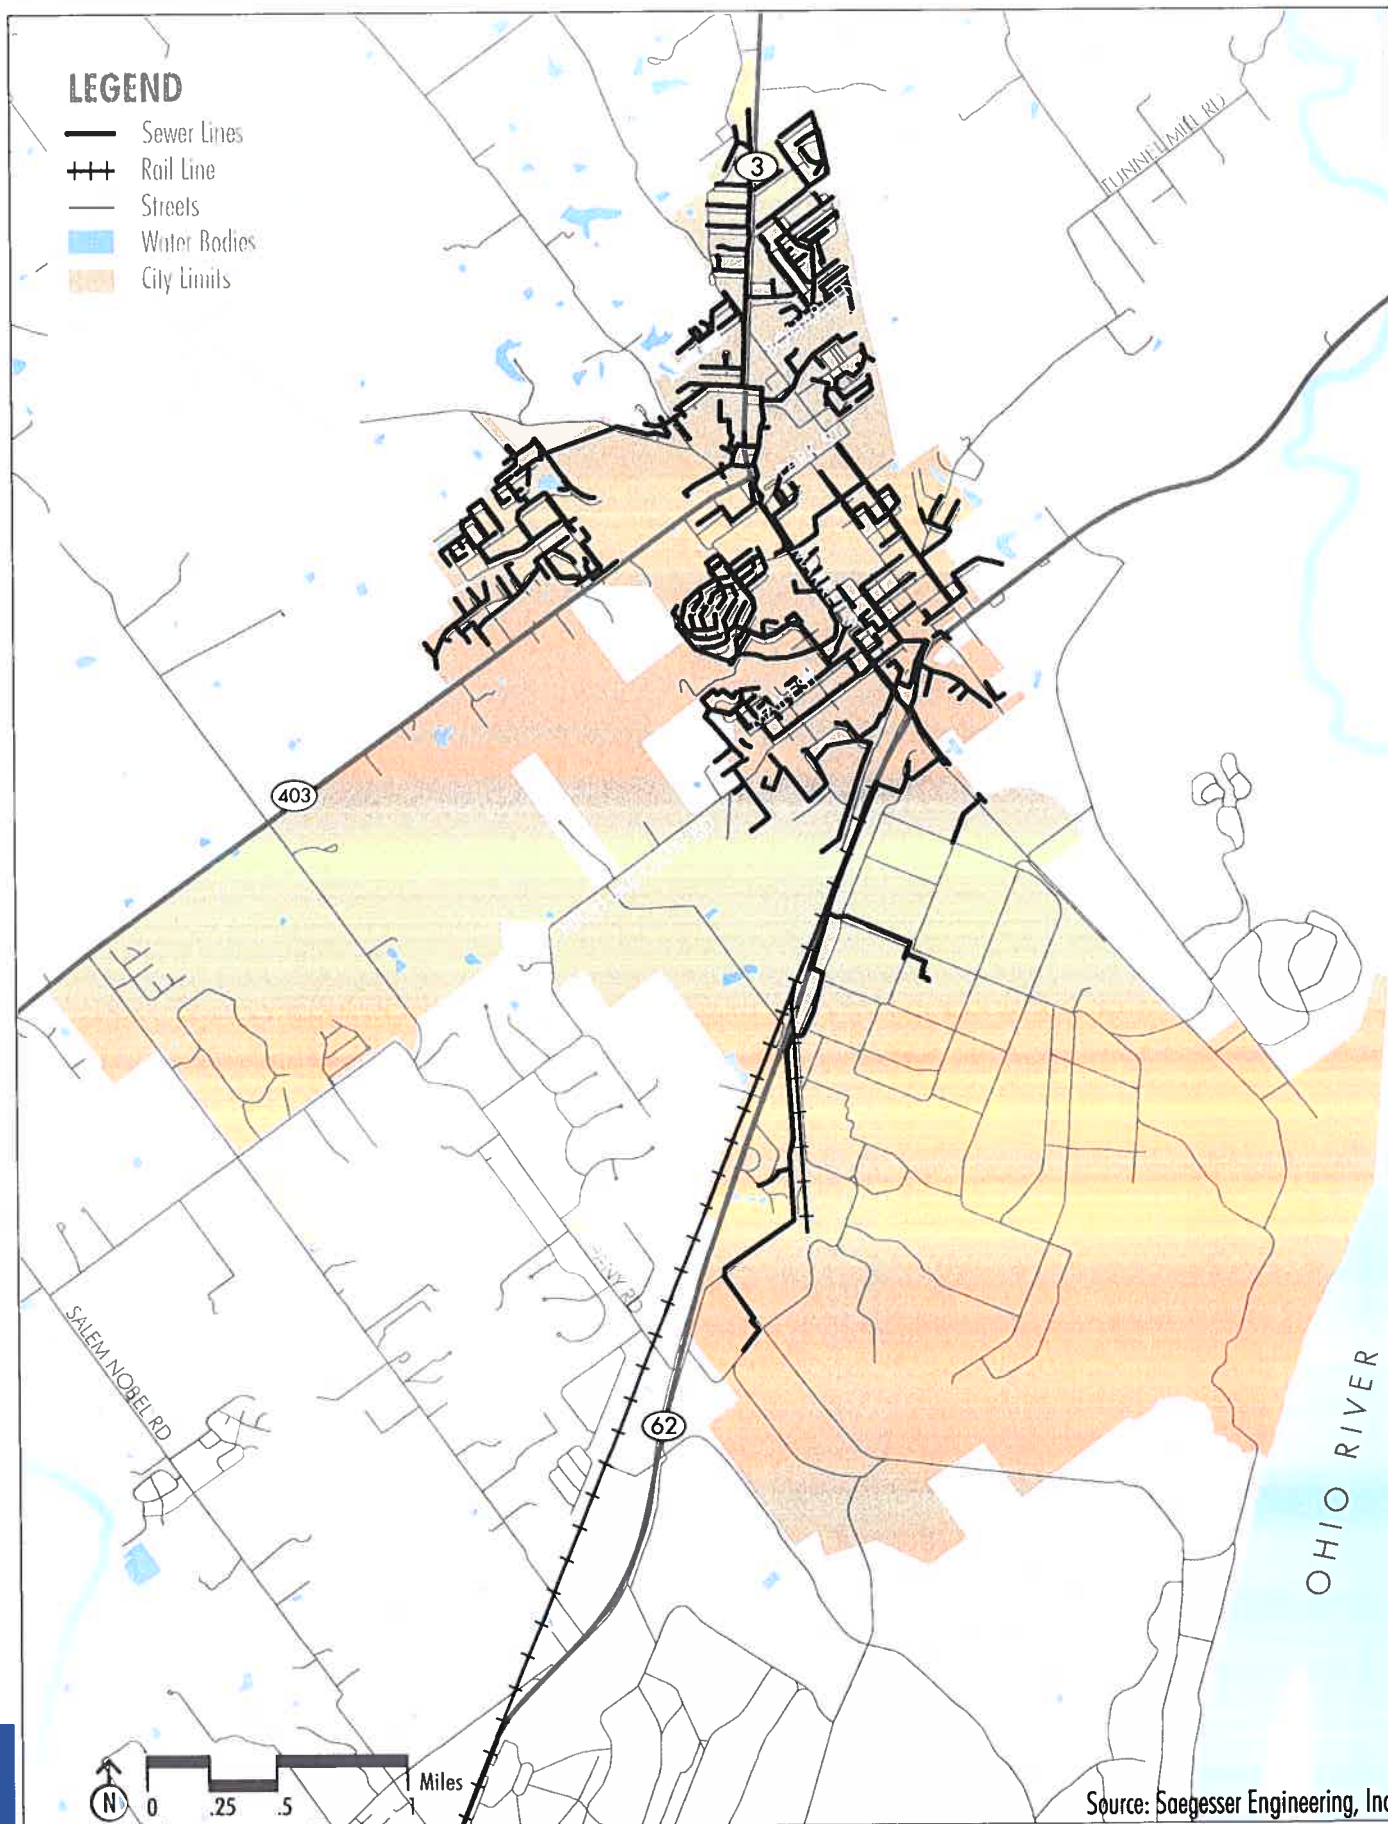 LEGEND
Sewer Lines
Rail Line
Streets
Water Bodies
City Limits
3
TUNNEL MILL RD
403
SALEM NOBEL RD
62
OHIO RIVER
N
0 .25 .5 1 Miles
Source: Saegesser Engineering, Inc